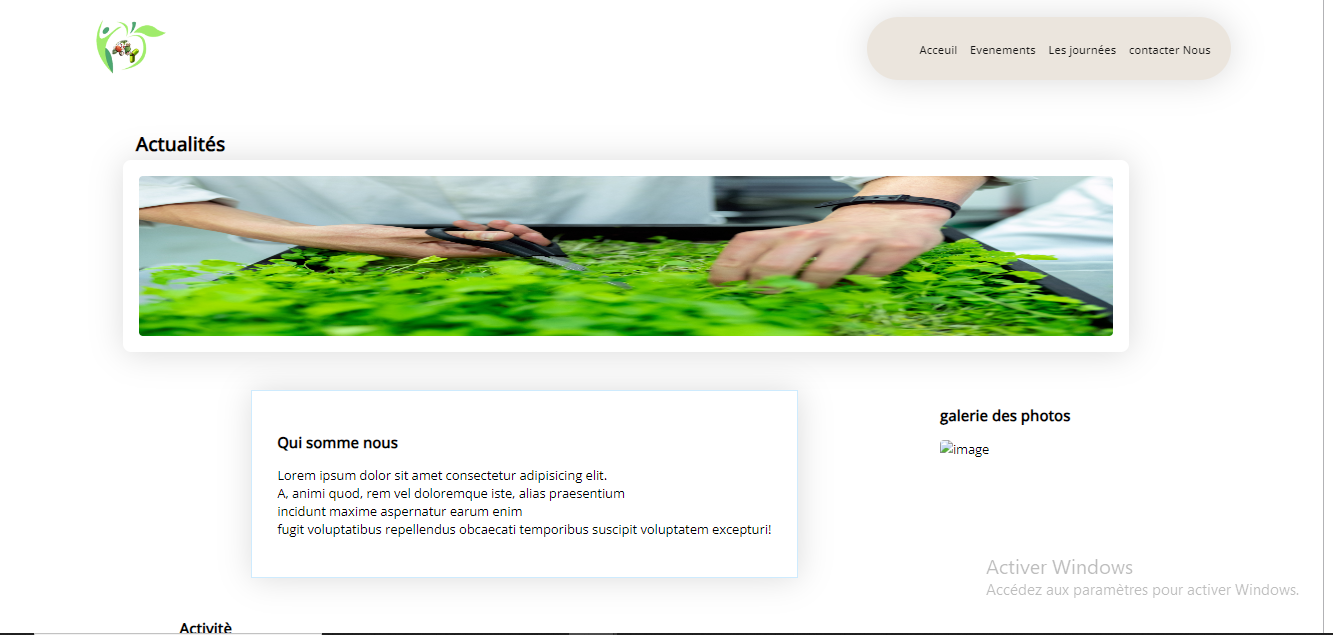 Acceuil Evenements Les journées contacter Nous
Actualités
Qui somme nous
Lorem ipsum dolor sit amet consectetur adipisicing elit.
A, animi quod, rem vel doloremque iste, alias praesentium
incidunt maxime aspernatur earum enim
fugit voluptatibus repellendus obcaecati temporibus suscipit voluptatem excepturi!
galerie des photos
image
Activer Windows
Accédez aux paramètres pour activer Windows.
Activitè